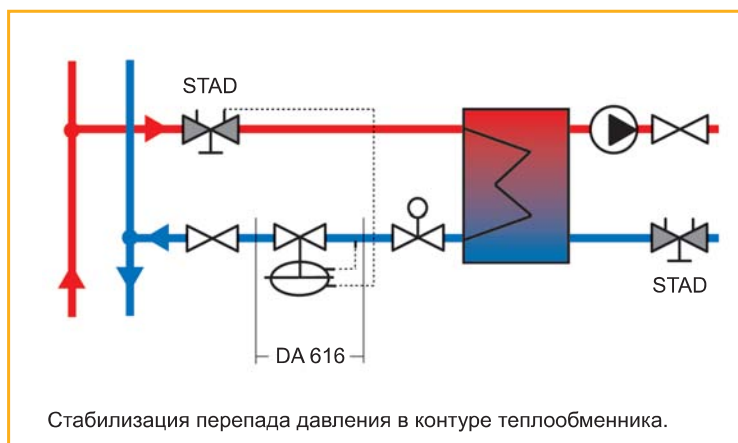 STAD
STAD
DA 616
Стабилизация перепада давления в контуре теплообменника.